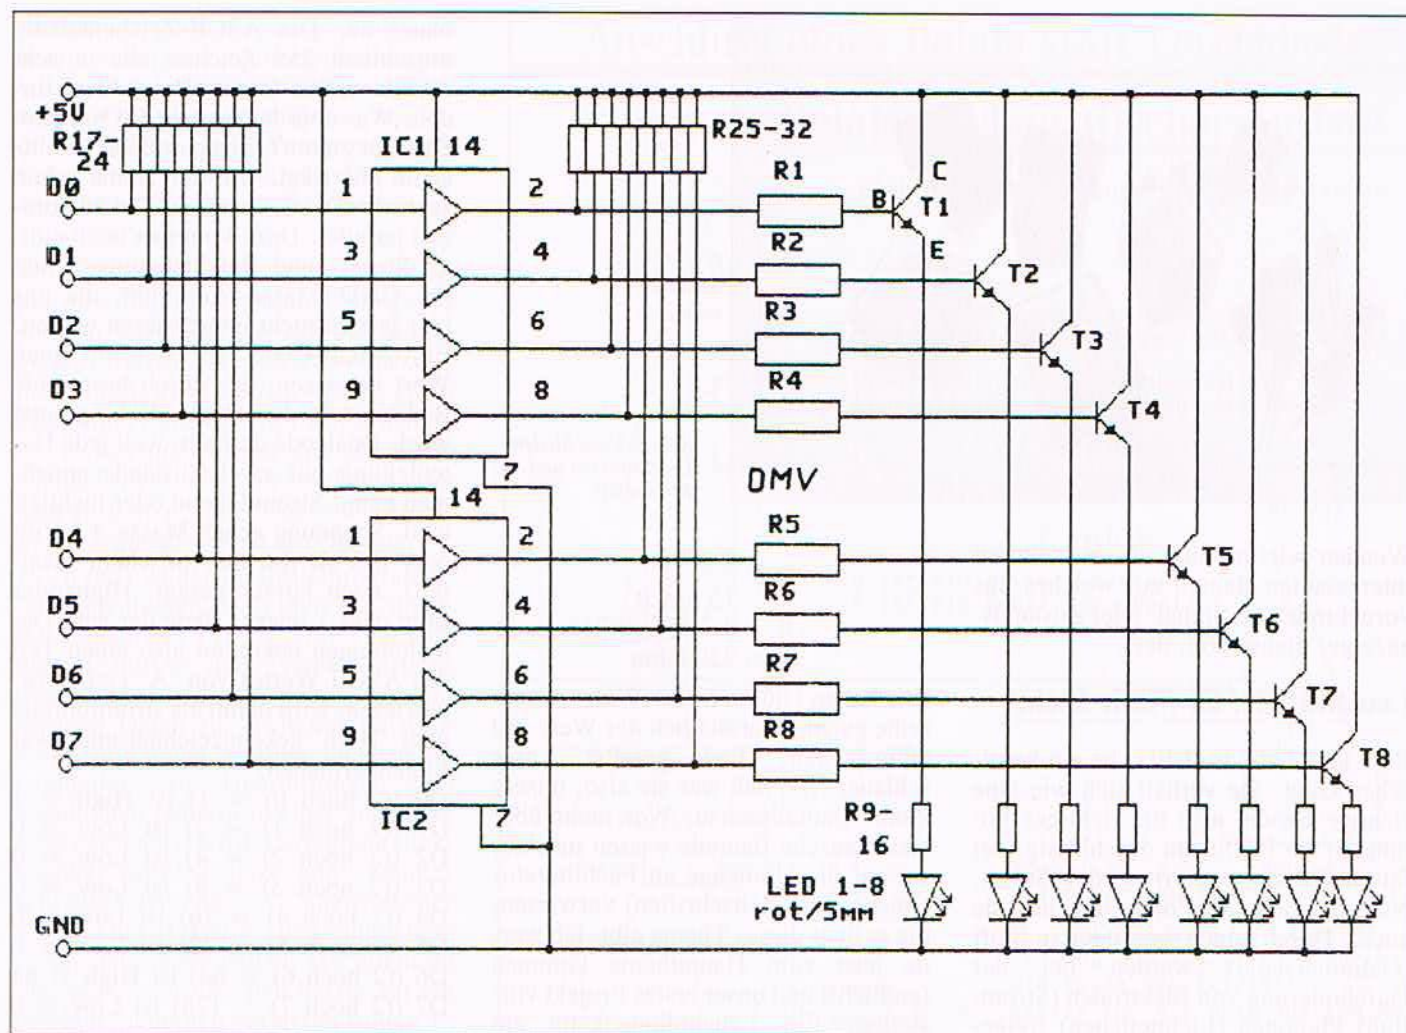 +5V
R17-
24
IC1 14
R25-32
D0
1
2
R1
B
C
T1
E
D1
3
4
R2
T2
D2
5
6
R3
T3
D3
9
8
R4
T4
7
DMV
14
D4
1
2
R5
T5
D5
3
4
R6
T6
D6
5
6
R7
T7
D7
9
8
R8
T8
IC2
7
R9-
16
LED 1-8
rot/5MM
GND